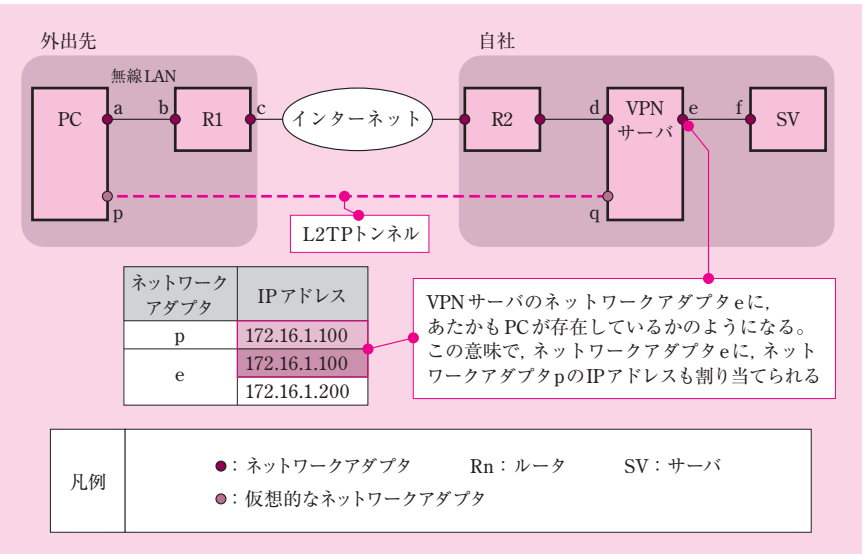 外出先
自社
無線LAN
PC
a
b
R1
c
インターネット
R2
d
VPN
サーバ
e
f
SV
p
q
L2TPトンネル
ネットワーク
アダプタ
IPアドレス
p
172.16.1.100
e
172.16.1.100
172.16.1.200
VPNサーバのネットワークアダプタeに，
あたかもPCが存在しているかのようになる。
この意味で，ネットワークアダプタeに，ネット
ワークアダプタpのIPアドレスも割り当てられる
凡例
：ネットワークアダプタ　Rn：ルータ　SV：サーバ
：仮想的なネットワークアダプタ